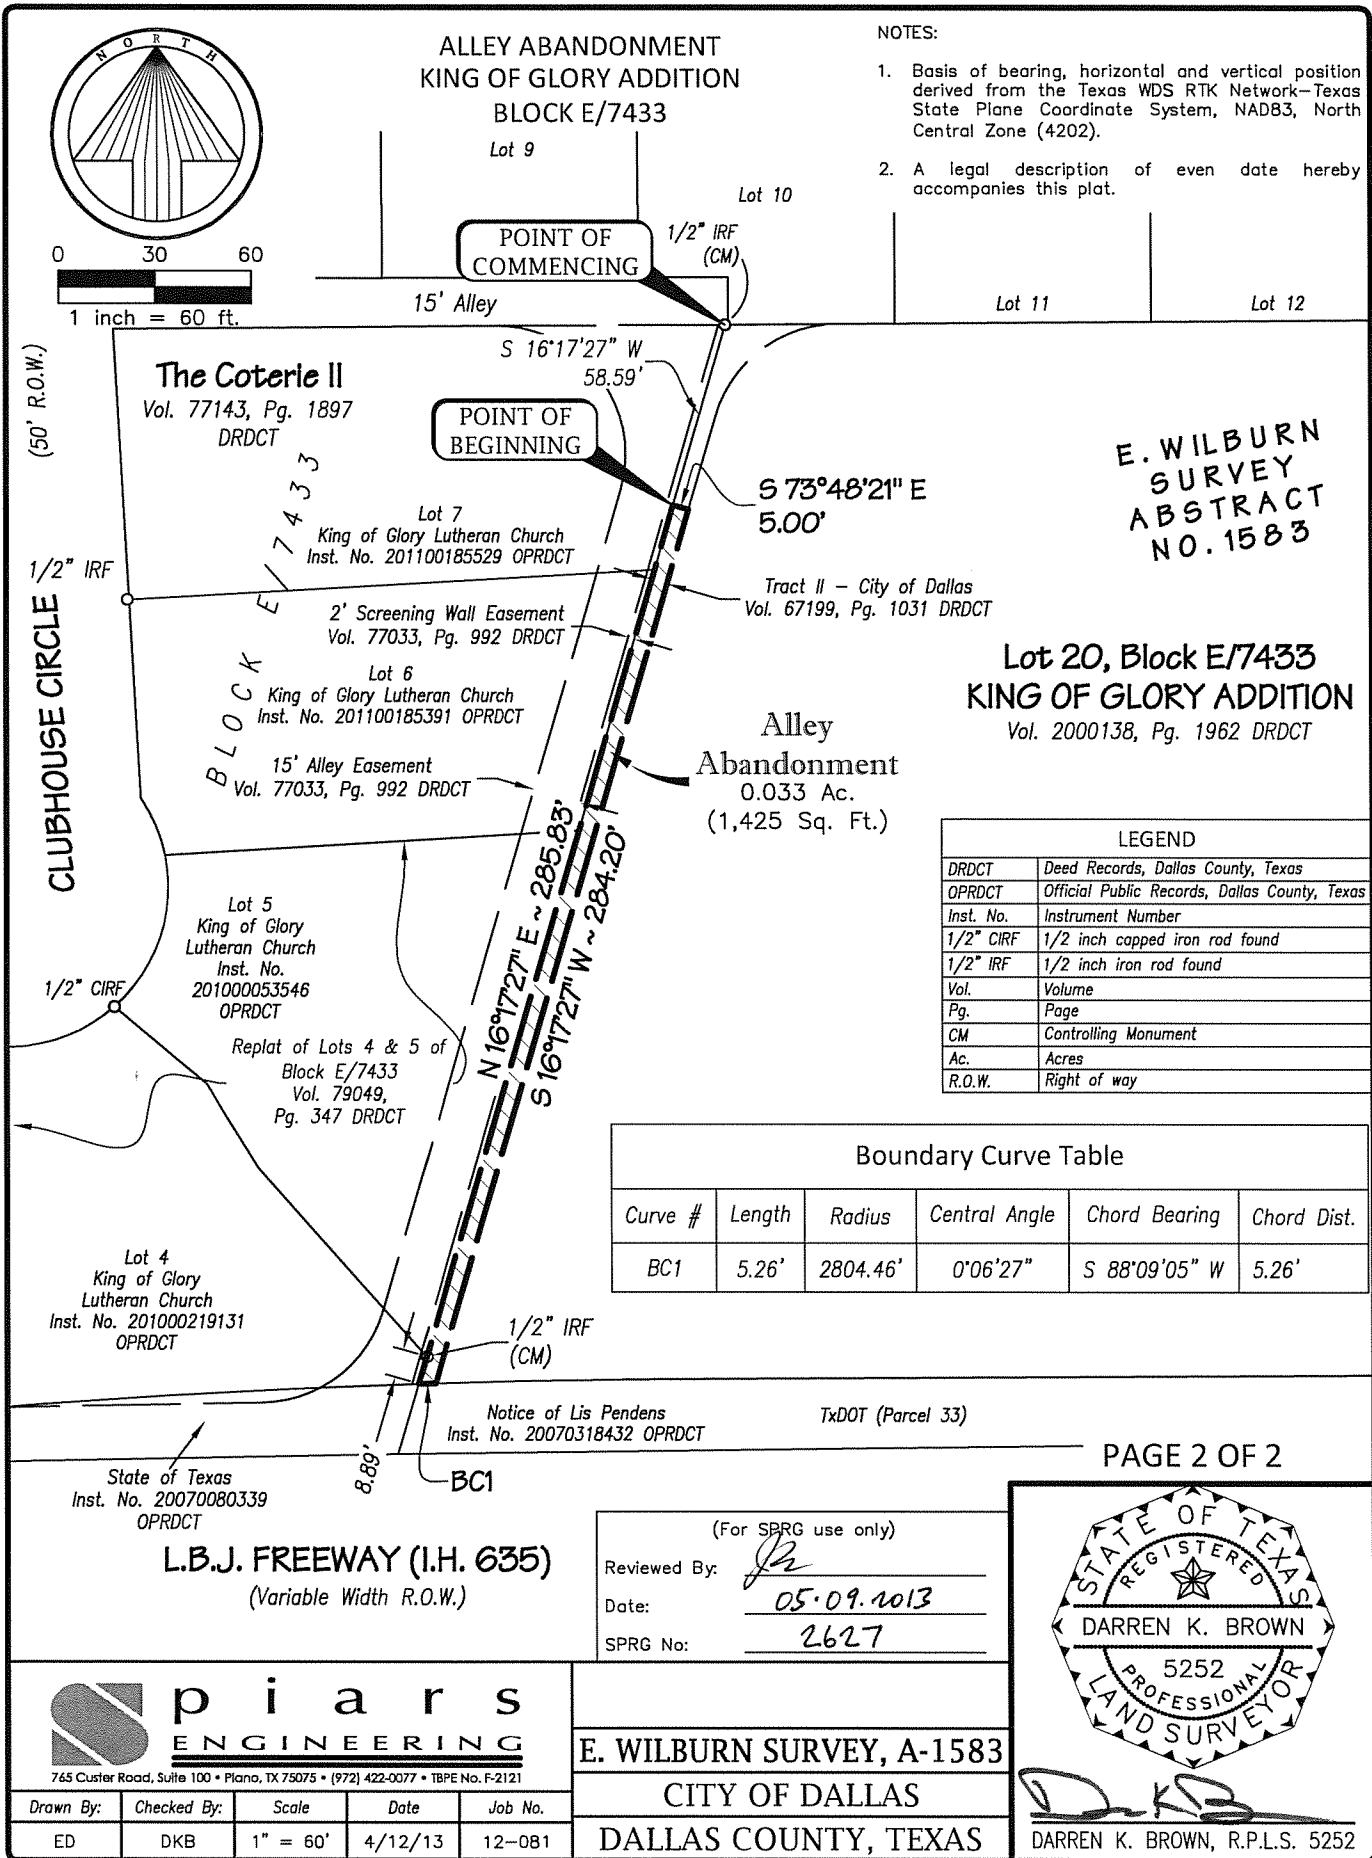 NORTH
0 30 60
1 inch = 60 ft.
ALLEY ABANDONMENT
KING OF GLORY ADDITION
BLOCK E/7433
NOTES:
1. Basis of bearing, horizontal and vertical position
derived from the Texas WDS RTK Network-Texas
State Plane Coordinate System, NAD83, North
Central Zone (4202).
2. A legal description of even date hereby
accompanies this plat.
Lot 9
Lot 10
POINT OF
COMMENCING
1/2" IRF
(CM)
15' Alley
Lot 11
Lot 12
(50' R.O.W.)
CLUBHOUSE CIRCLE
The Coterie II
Vol. 77143, Pg. 1897
DRDCT
S 16°17'27" W
58.59'
POINT OF
BEGINNING
S 73°48'21" E
5.00'
E. WILBURN
SURVEY
ABSTRACT
NO. 1583
BLOCK E/7433
Lot 7
King of Glory Lutheran Church
Inst. No. 201100185529 OPRDCT
1/2" IRF
Tract II - City of Dallas
Vol. 67199, Pg. 1031 DRDCT
2' Screening Wall Easement
Vol. 77033, Pg. 992 DRDCT
Lot 6
King of Glory Lutheran Church
Inst. No. 201100185391 OPRDCT
Lot 20, Block E/7433
KING OF GLORY ADDITION
Vol. 2000138, Pg. 1962 DRDCT
15' Alley Easement
Vol. 77033, Pg. 992 DRDCT
Alley
Abandonment
0.033 Ac.
(1,425 Sq. Ft.)
N 16°17'27" E ~ 285.83'
S 16°17'27" W ~ 284.20'
LEGEND
DRDCT Deed Records, Dallas County, Texas
OPRDCT Official Public Records, Dallas County, Texas
Inst. No. Instrument Number
1/2" CIRF 1/2 inch capped iron rod found
1/2" IRF 1/2 inch iron rod found
Vol. Volume
Pg. Page
CM Controlling Monument
Ac. Acres
R.O.W. Right of way
Lot 5
King of Glory
Lutheran Church
Inst. No.
201000053546
OPRDCT
1/2" CIRF
Replat of Lots 4 & 5 of
Block E/7433
Vol. 79049,
Pg. 347 DRDCT
Boundary Curve Table
Curve # Length Radius Central Angle Chord Bearing Chord Dist.
BC1 5.26' 2804.46' 0°06'27" S 88°09'05" W 5.26'
Lot 4
King of Glory
Lutheran Church
Inst. No. 201000219131
OPRDCT
1/2" IRF
(CM)
Notice of Lis Pendens
Inst. No. 20070318432 OPRDCT
TxDOT (Parcel 33)
8.89'
BC1
State of Texas
Inst. No. 20070080339
OPRDCT
L.B.J. FREEWAY (I.H. 635)
(Variable Width R.O.W.)
PAGE 2 OF 2
(For SPRG use only)
Reviewed By:
Date: 05.09.2013
SPRG No: 2627
STATE OF TEXAS
REGISTERED
DARREN K. BROWN
5252
PROFESSIONAL
LAND SURVEYOR
DARREN K. BROWN, R.P.L.S. 5252
Spiars
ENGINEERING
765 Custer Road, Suite 100 • Plano, TX 75075 • (972) 422-0077 • TBPE No. F-2121
Drawn By: Checked By: Scale Date Job No.
ED DKB 1" = 60' 4/12/13 12-081
E. WILBURN SURVEY, A-1583
CITY OF DALLAS
DALLAS COUNTY, TEXAS